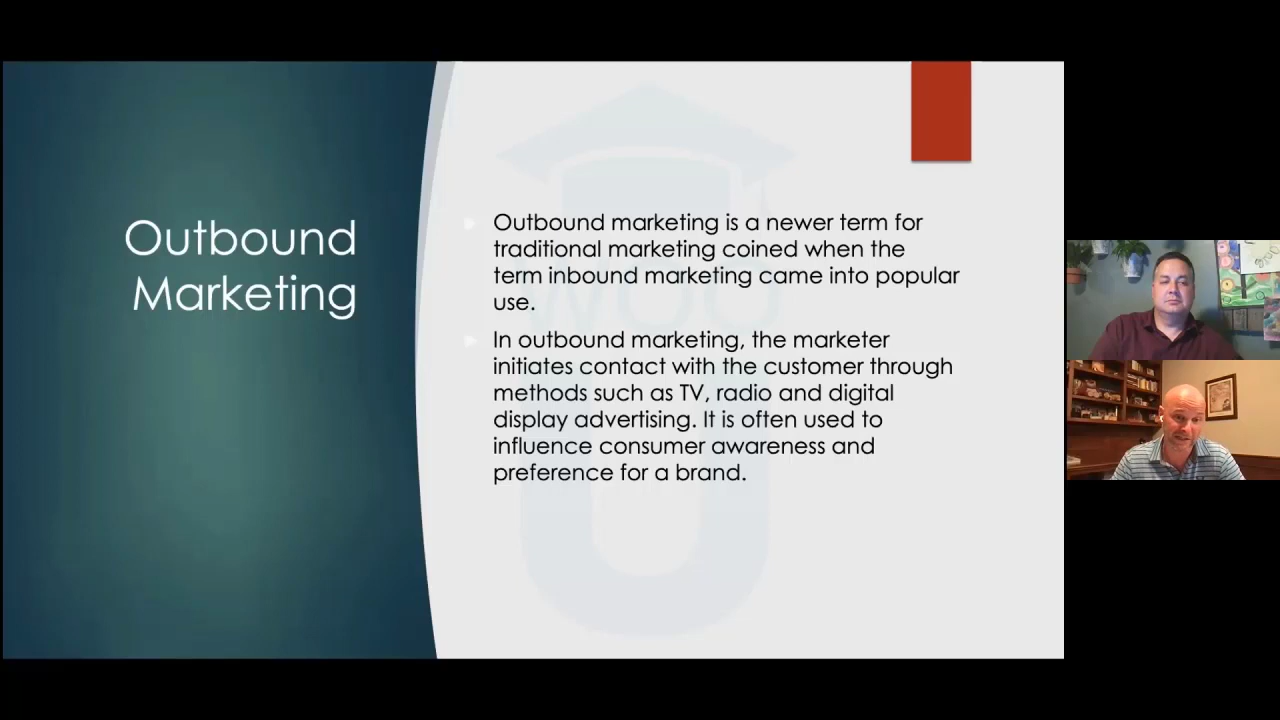 Outbound
Marketing
Outbound marketing is a newer term for
traditional marketing coined when the
term inbound marketing came into popular
use.
In outbound marketing, the marketer
initiates contact with the customer through
methods such as TV, radio and digital
display advertising. It is often used to
influence consumer awareness and
preference for a brand.
WOO
U